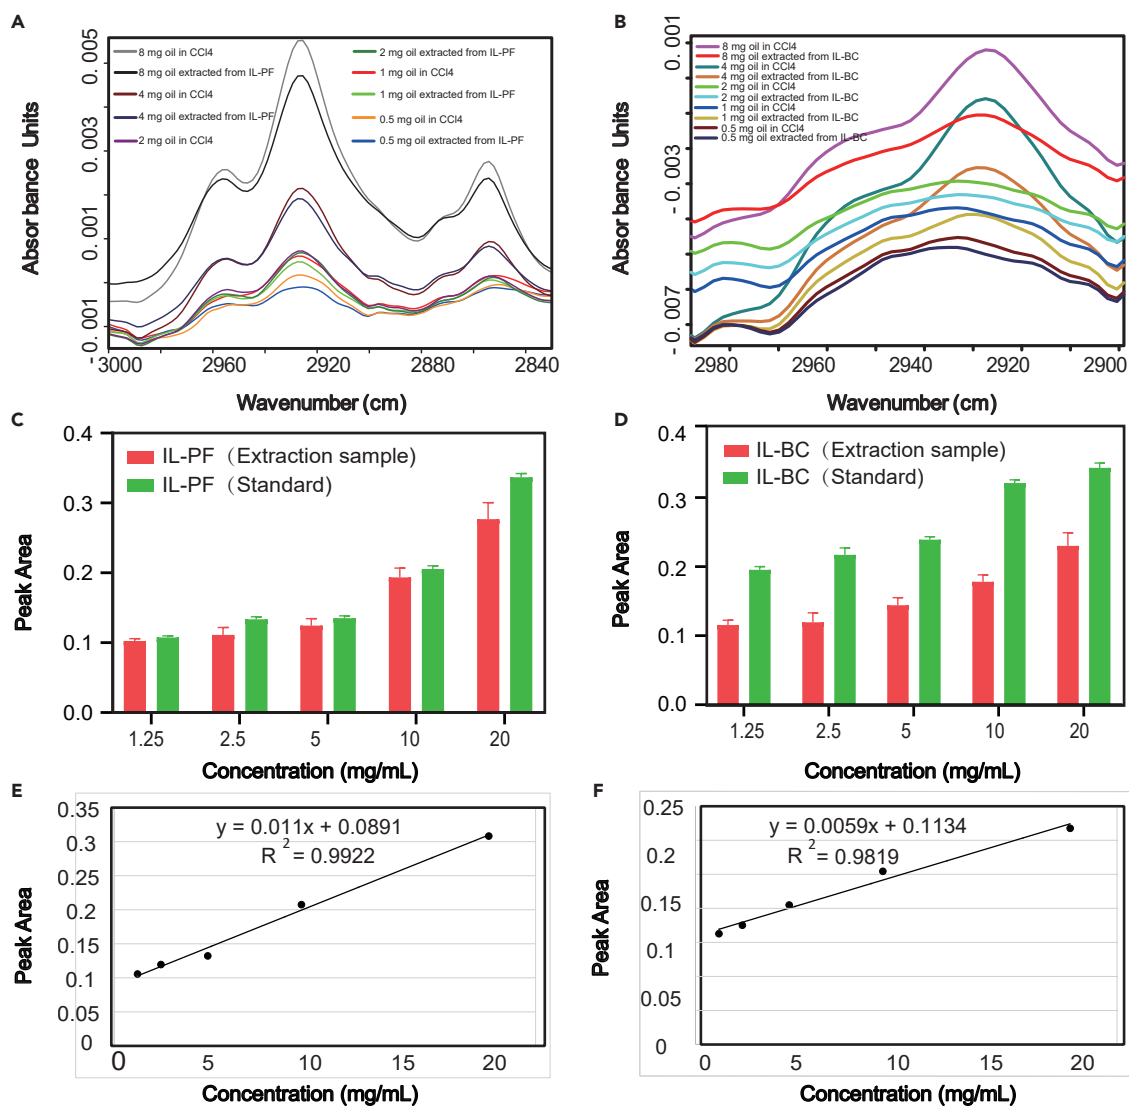 A
0.005
0.003
0.001
- 0.001
Absor bance Units
8 mg oil in CCl4
8 mg oil extracted from IL-PF
4 mg oil in CCl4
4 mg oil extracted from IL-PF
2 mg oil in CCl4
2 mg oil extracted from IL-PF
1 mg oil in CCl4
1 mg oil extracted from IL-PF
0.5 mg oil in CCl4
0.5 mg oil extracted from IL-PF
3000 2960 2920 2880 2840
Wavenumber (cm)
B
0.001
- 0.003
- 0.007
Absor bance Units
8 mg oil in CCl4
8 mg oil extracted from IL-BC
4 mg oil in CCl4
4 mg oil extracted from IL-BC
2 mg oil in CCl4
2 mg oil extracted from IL-BC
1 mg oil in CCl4
1 mg oil extracted from IL-BC
0.5 mg oil in CCl4
0.5 mg oil extracted from IL-BC
2980 2960 2940 2920 2900
Wavenumber (cm)
C
0.4
0.3
0.2
0.1
0.0
Peak Area
IL-PF（Extraction sample)
IL-PF（Standard)
1.25 2.5 5 10 20
Concentration (mg/mL)
D
0.4
0.3
0.2
0.1
0.0
Peak Area
IL-BC（Extraction sample)
IL-BC（Standard)
1.25 2.5 5 10 20
Concentration (mg/mL)
E
0.35
0.3
0.25
0.2
0.15
0.1
0.05
0
Peak Area
y = 0.011x + 0.0891
R 2 = 0.9922
0 5 10 15 20
Concentration (mg/mL)
F
0.25
0.2
0.15
0.1
0.05
0
Peak Area
y = 0.0059x + 0.1134
R 2 = 0.9819
0 5 10 15 20
Concentration (mg/mL)